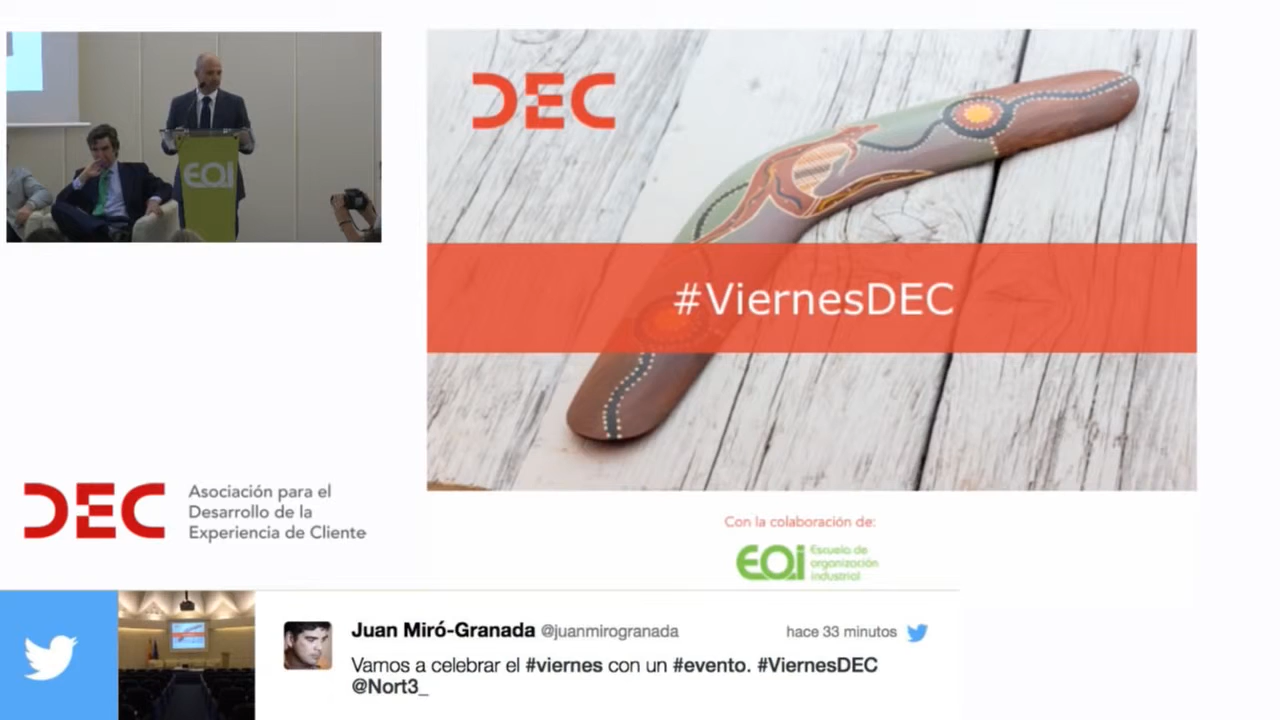 EOI
DEC
#ViernesDEC
DEC
Asociación para el
Desarrollo de la
Experiencia de Cliente
Con la colaboración de:
EOI
Escuela de
organización
industrial
Juan Miró-Granada @juanmirogranada hace 33 minutos
Vamos a celebrar el #viernes con un #evento. #ViernesDEC
@Nort3_